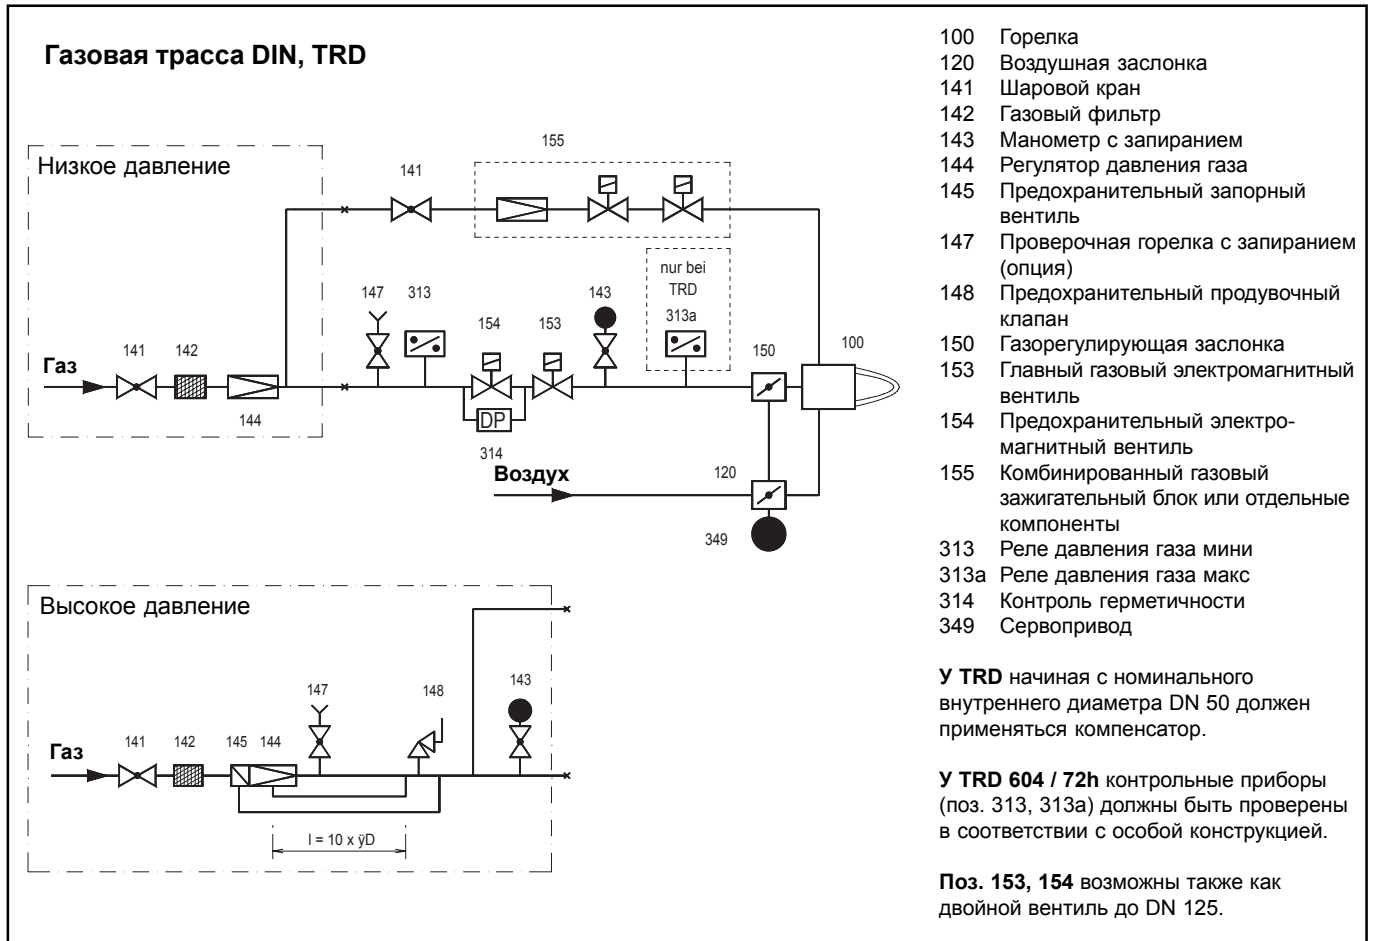 Газовая трасса DIN, TRD
Низкое давление
155
141
nur bei
TRD
147
313
143
313a
154
153
150
100
141
142
Газ
144
DP
314
Воздух
120
349
Высокое давление
147
148
143
Газ
141
142
145
144
l = 10 x ÿD
100 Горелка
120 Воздушная заслонка
141 Шаровой кран
142 Газовый фильтр
143 Манометр с запиранием
144 Регулятор давления газа
145 Предохранительный запорный
вентиль
147 Проверочная горелка с запиранием
(опция)
148 Предохранительный продувочный
клапан
150 Газорегулирующая заслонка
153 Главный газовый электромагнитный
вентиль
154 Предохранительный электро-
магнитный вентиль
155 Комбинированный газовый
зажигательный блок или отдельные
компоненты
313 Реле давления газа мини
313а Реле давления газа макс
314 Контроль герметичности
349 Сервопривод
У TRD начиная с номинального
внутреннего диаметра DN 50 должен
применяться компенсатор.
У TRD 604 / 72h контрольные приборы
(поз. 313, 313а) должны быть проверены
в соответствии с особой конструкцией.
Поз. 153, 154 возможны также как
двойной вентиль до DN 125.